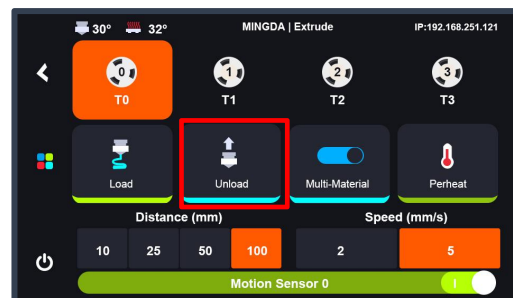 30° 32° MINGDA | Extrude IP:192.168.251.121
0 1 2 3
T0 T1 T2 T3
Load Unload Multi-Material Perheat
Distance (mm) Speed (mm/s)
10 25 50 100 2 5
Motion Sensor 0